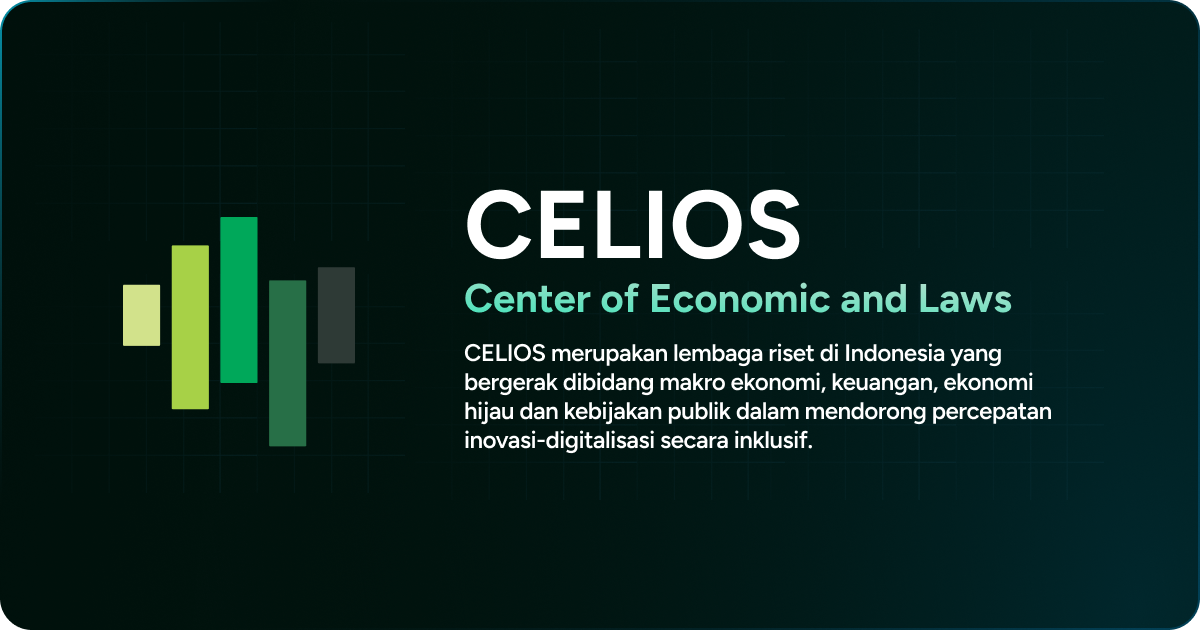 CELIOS
Center of Economic and Laws
CELIOS merupakan lembaga riset di Indonesia yang
bergerak dibidang makro ekonomi, keuangan, ekonomi
hijau dan kebijakan publik dalam mendorong percepatan
inovasi-digitalisasi secara inklusif.